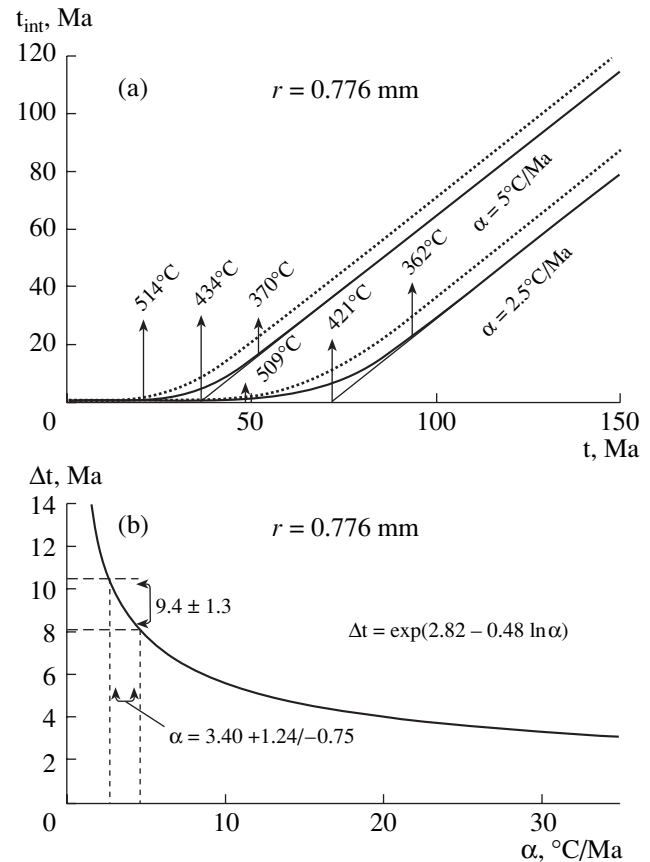 t_int, Ma
120
(a)
r = 0.776 mm
100
80
60
40
20
0
514°C
434°C
370°C
509°C
421°C
362°C
α = 5°C/Ma
α = 2.5°C/Ma
50
100
150
t, Ma
Δt, Ma
14
(b)
r = 0.776 mm
12
10
9.4 ± 1.3
Δt = exp(2.82 – 0.48 lnα)
8
6
4
α = 3.40 +1.24/–0.75
2
0
10
20
30
α, °C/Ma